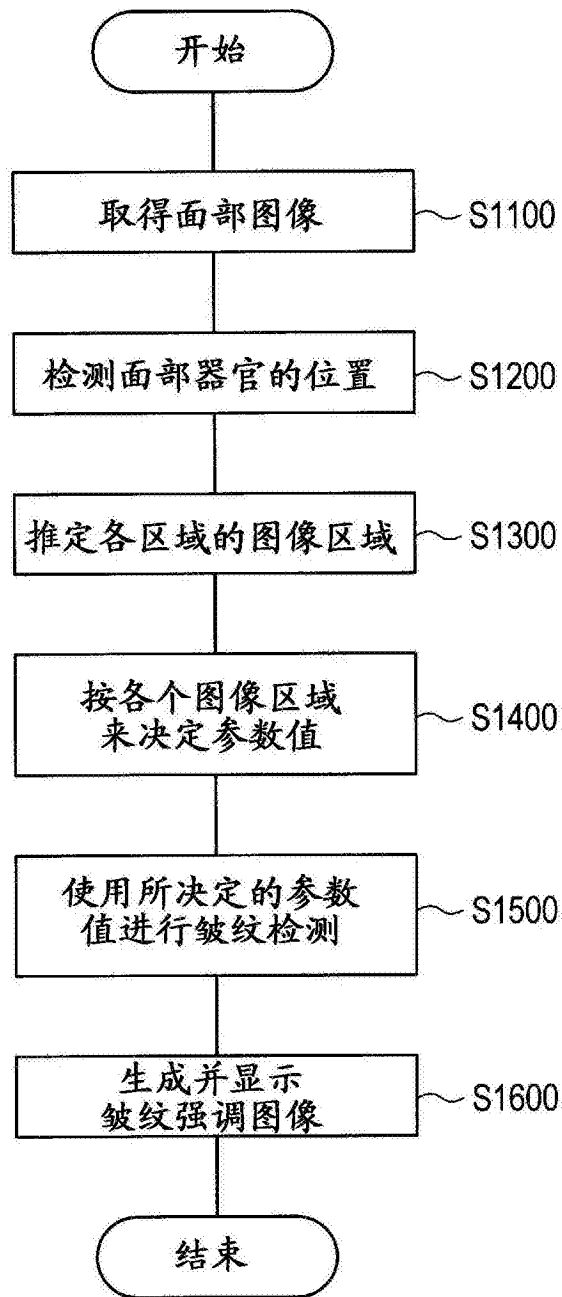 开始
取得面部图像
S1100
检测面部器官的位置
S1200
推定各区域的图像区域
S1300
按各个图像区域
来决定参数值
S1400
使用所决定的参数
值进行皱纹检测
S1500
生成并显示
皱纹强调图像
S1600
结束